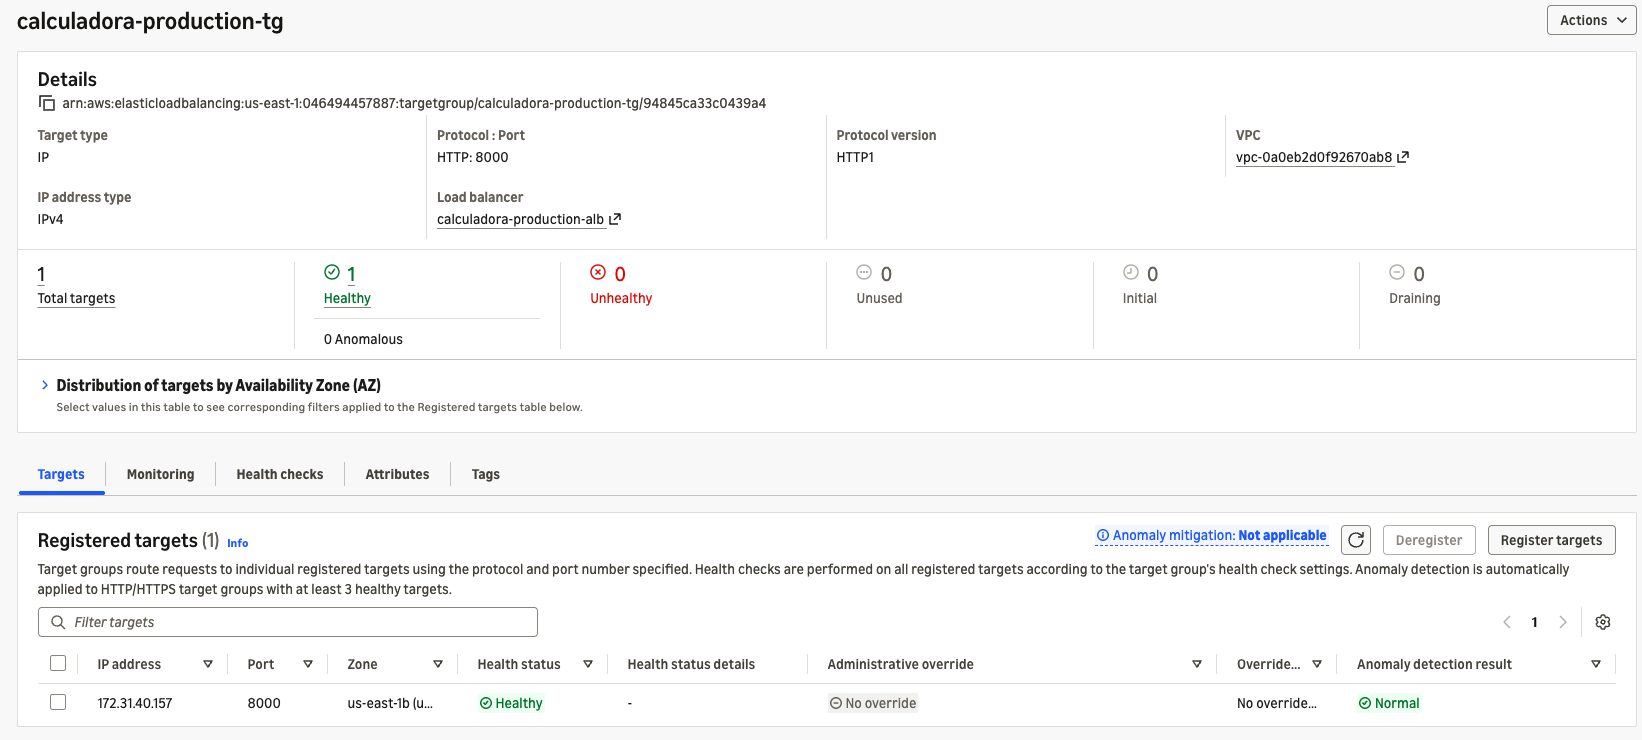 calculadora-production-tg
Actions
Details
arn:aws:elasticloadbalancing:us-east-1:046494457887:targetgroup/calculadora-production-tg/94845ca33c0439a4
Target type
IP
Protocol : Port
HTTP: 8000
Protocol version
HTTP1
VPC
vpc-0a0eb2d0f92670ab8
IP address type
IPv4
Load balancer
calculadora-production-alb
1
Total targets
1
Healthy
0 Anomalous
0
Unhealthy
0
Unused
0
Initial
0
Draining
Distribution of targets by Availability Zone (AZ)
Select values in this table to see corresponding filters applied to the Registered targets table below.
Targets
Monitoring
Health checks
Attributes
Tags
Registered targets (1) Info
Anomaly mitigation: Not applicable
Deregister
Register targets
Target groups route requests to individual registered targets using the protocol and port number specified. Health checks are performed on all registered targets according to the target group's health check settings. Anomaly detection is automatically
applied to HTTP/HTTPS target groups with at least 3 healthy targets.
Filter targets
1
IP address
Port
Zone
Health status
Health status details
Administrative override
Override...
Anomaly detection result
172.31.40.157
8000
us-east-1b (u...
Healthy
-
No override
No override...
Normal